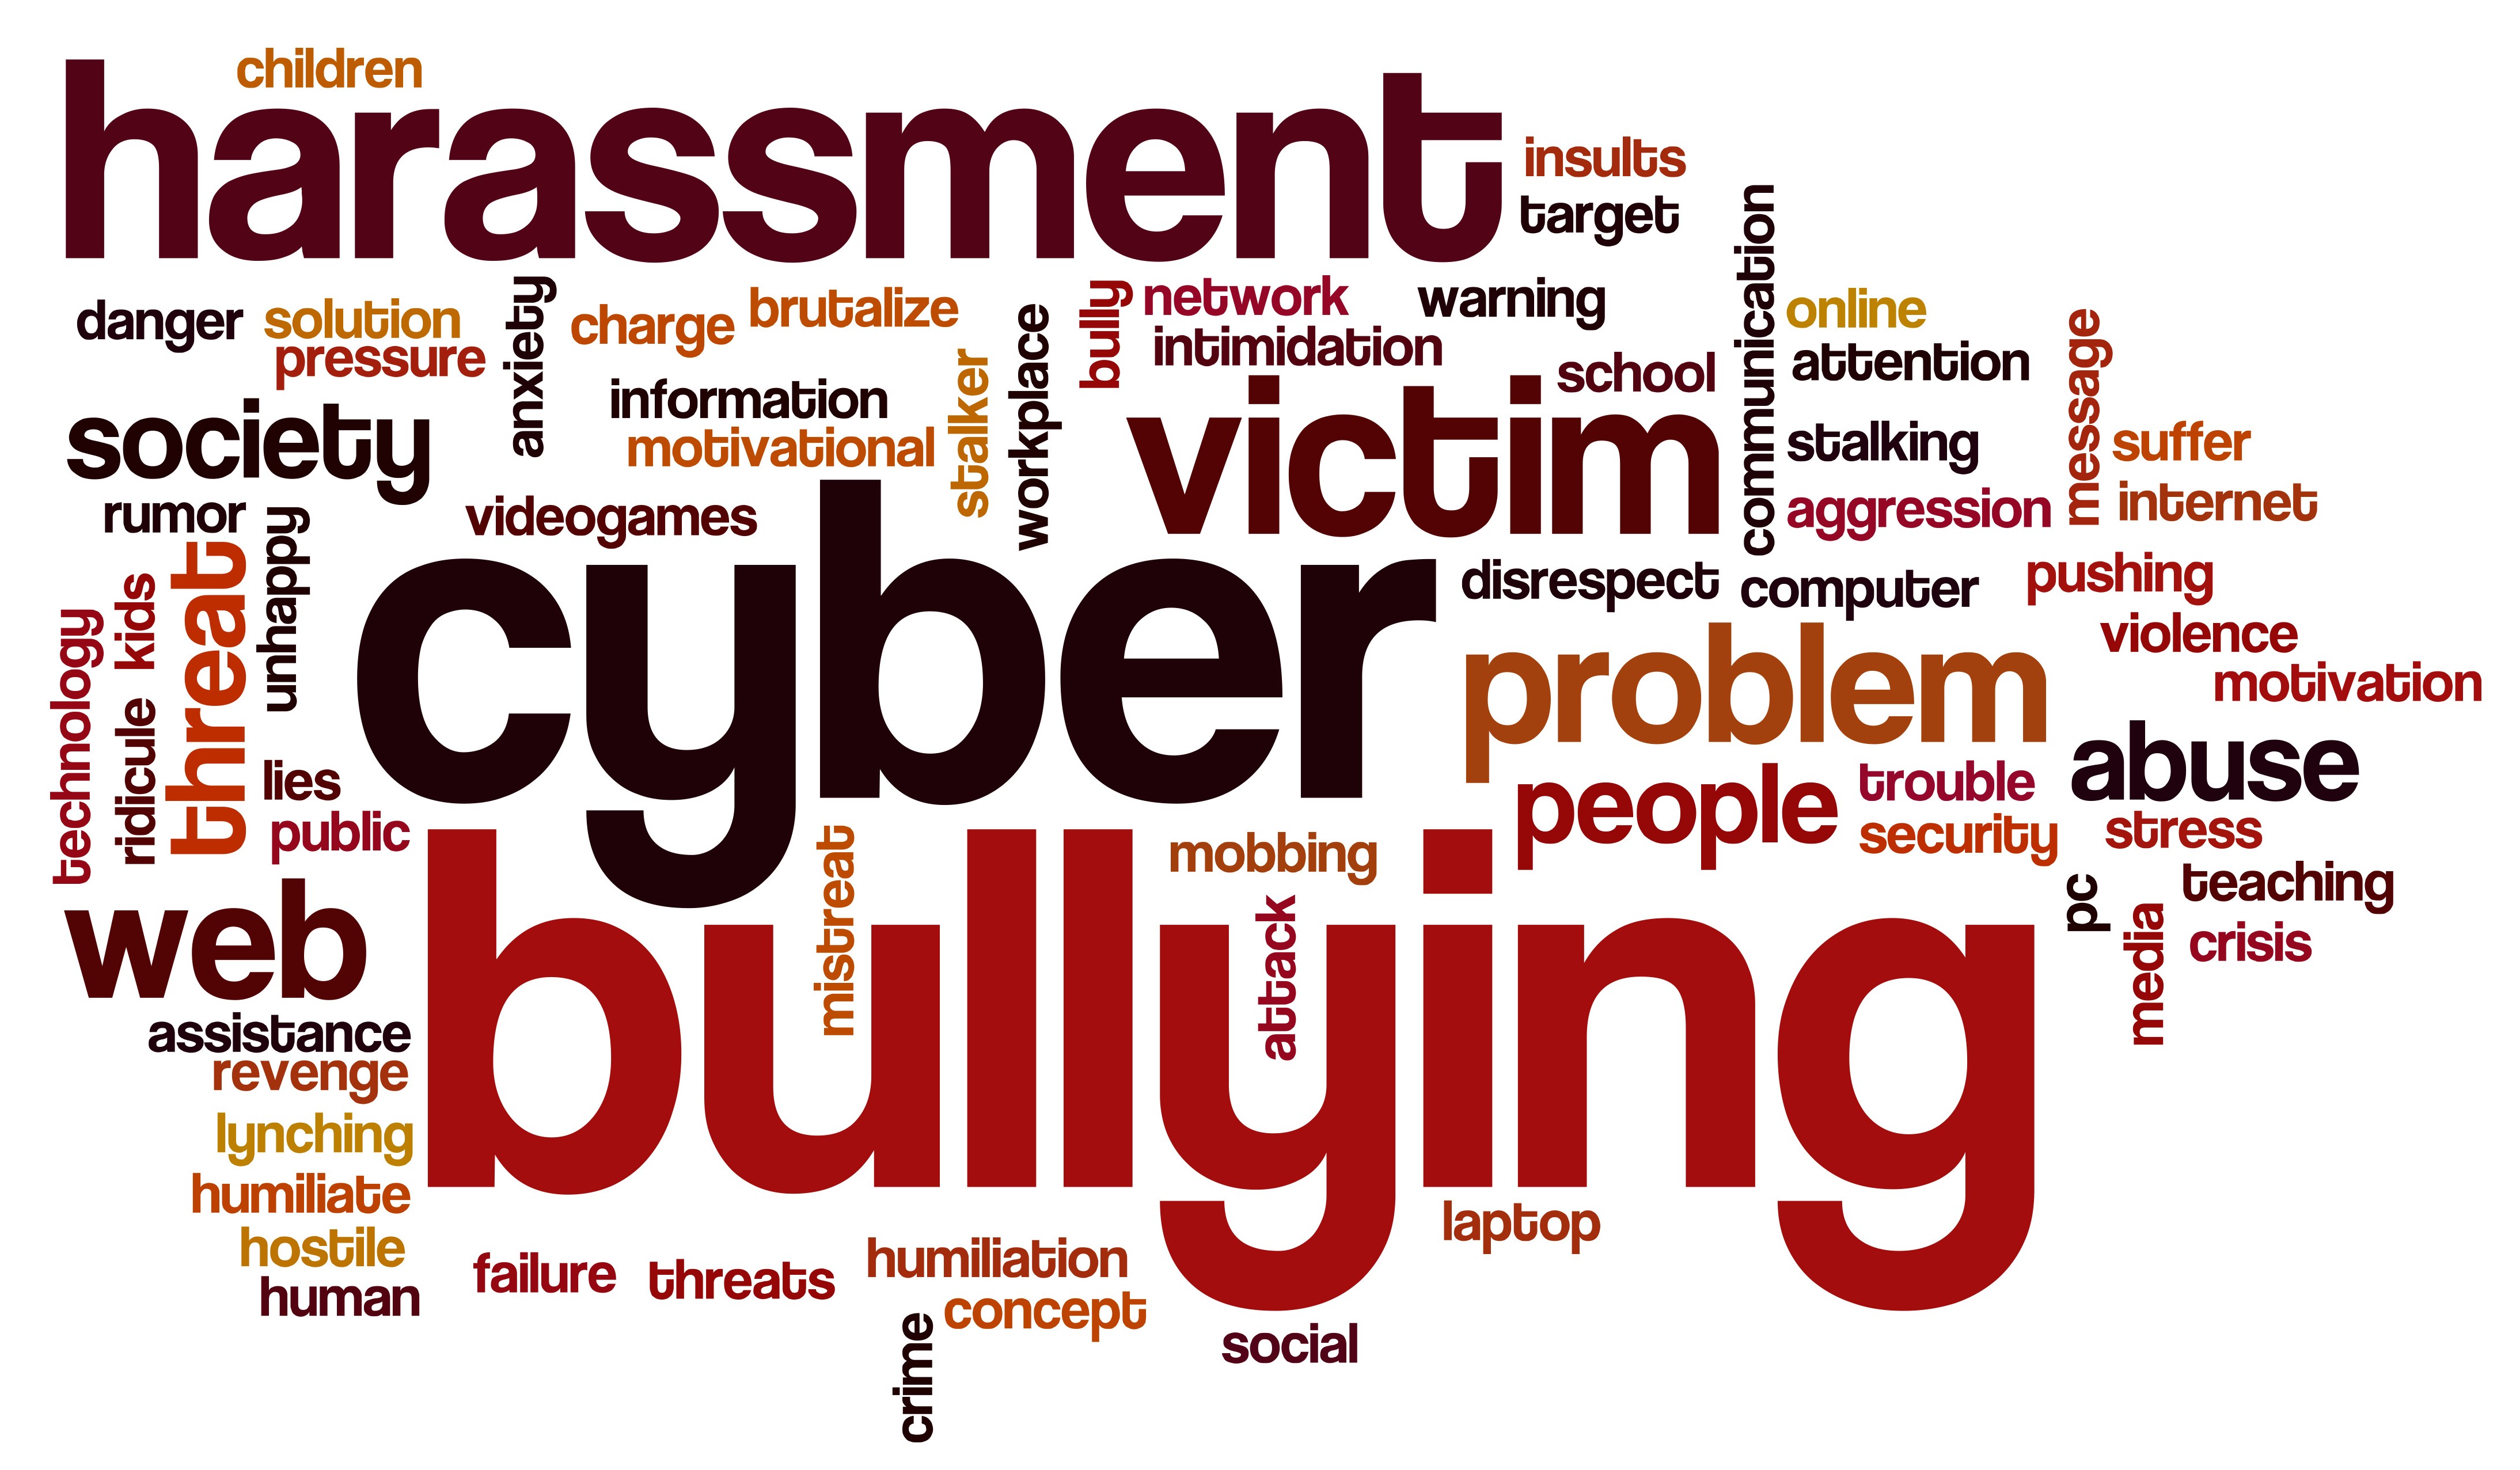 children
harassment
insults
target
communication
danger
solution
pressure
anxiety
charge
brutalize
information
motivational
stalker
workplace
bully
network
intimidation
warning
school
online
attention
message
society
victim
stalking
suffer
aggression
internet
rumor
videogames
unhappy
threat
kids
technology
ridicule
cyber
disrespect
computer
pushing
violence
motivation
problem
lies
public
people
trouble
security
abuse
stress
web
bullying
mistreat
mobbing
attack
pc
media
teaching
crisis
assistance
revenge
lynching
humiliate
hostile
human
failure
threats
humiliation
concept
crime
social
laptop